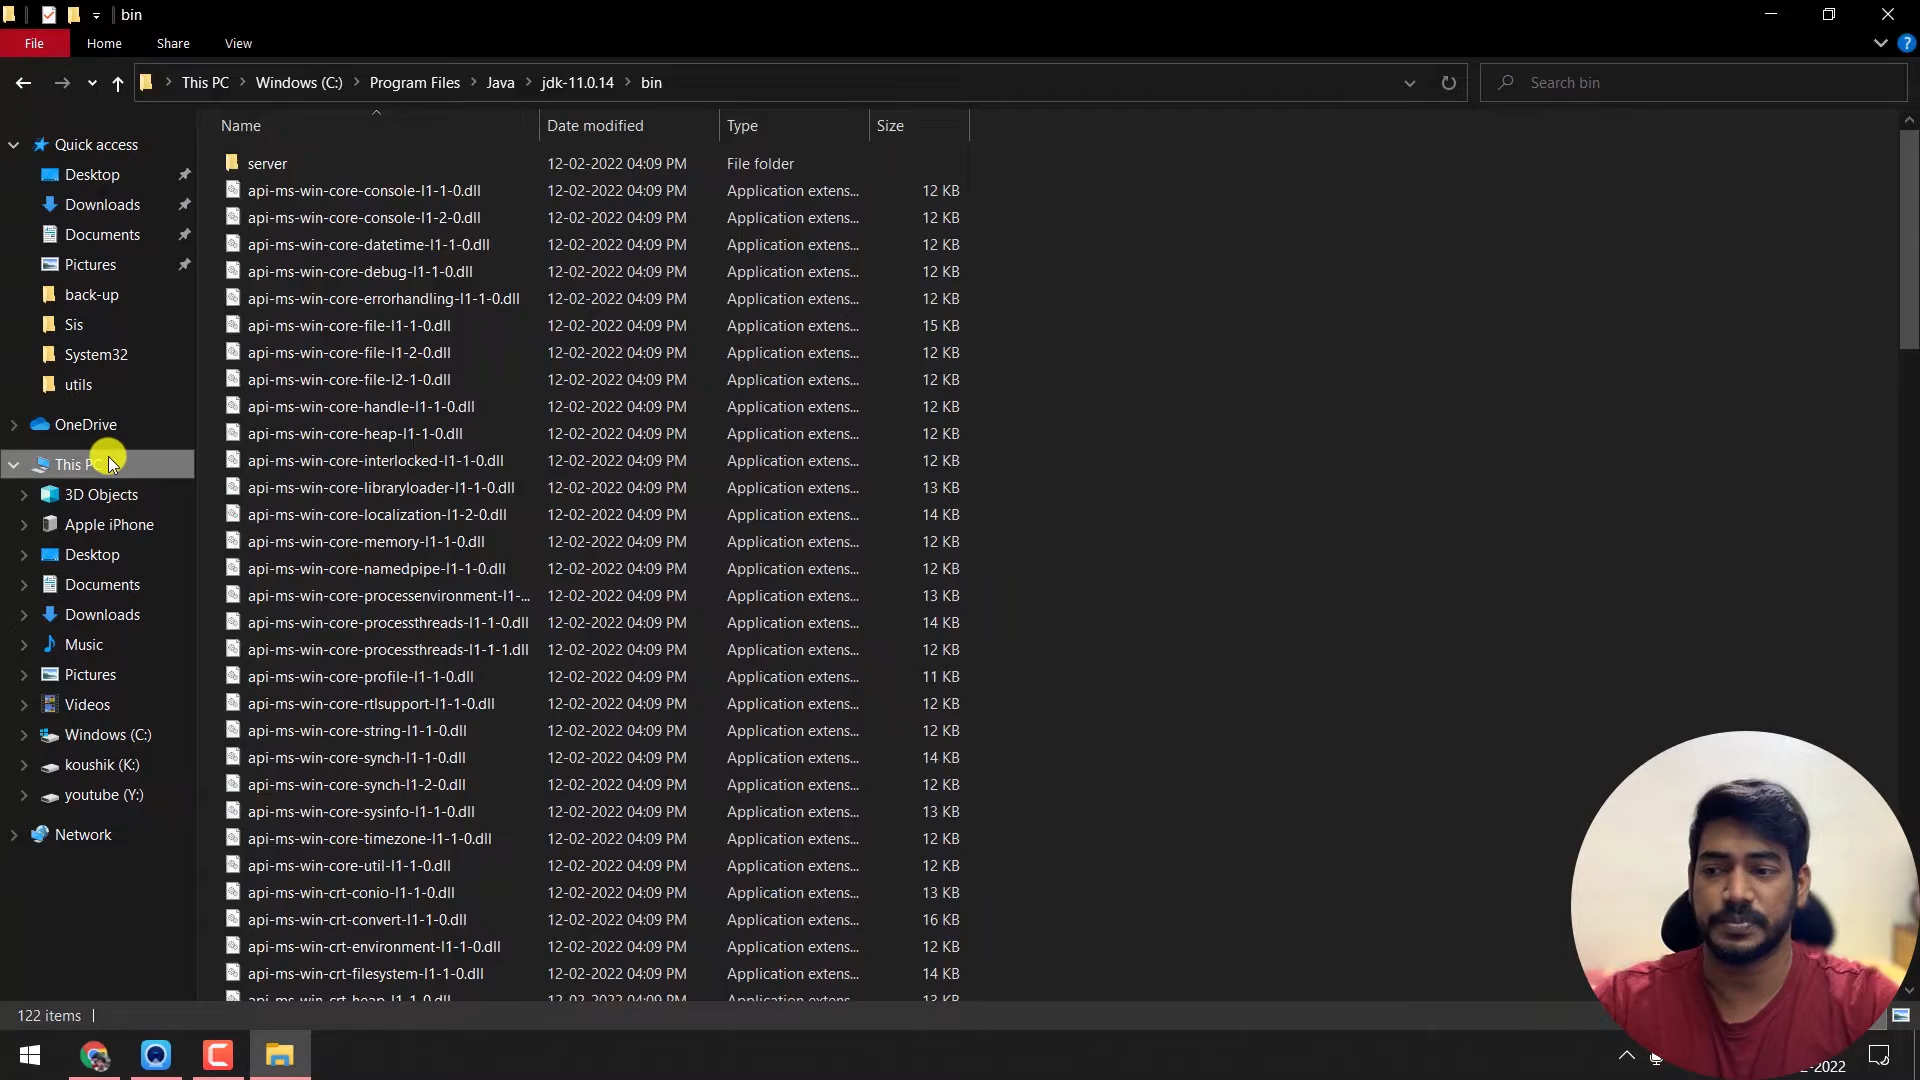 bin
File Home Share View
This PC Windows (C:) Program Files Java jdk-11.0.14 bin Search bin
Name Date modified Type Size
Quick access
Desktop
Downloads
Documents
Pictures
back-up
Sis
System32
utils
OneDrive
This PC
3D Objects
Apple iPhone
Desktop
Documents
Downloads
Music
Pictures
Videos
Windows (C:)
koushik (K:)
youtube (Y:)
Network
server 12-02-2022 04:09 PM File folder
api-ms-win-core-console-l1-1-0.dll 12-02-2022 04:09 PM Application extens... 12 KB
api-ms-win-core-console-l1-2-0.dll 12-02-2022 04:09 PM Application extens... 12 KB
api-ms-win-core-datetime-l1-1-0.dll 12-02-2022 04:09 PM Application extens... 12 KB
api-ms-win-core-debug-l1-1-0.dll 12-02-2022 04:09 PM Application extens... 12 KB
api-ms-win-core-errorhandling-l1-1-0.dll 12-02-2022 04:09 PM Application extens... 12 KB
api-ms-win-core-file-l1-1-0.dll 12-02-2022 04:09 PM Application extens... 15 KB
api-ms-win-core-file-l1-2-0.dll 12-02-2022 04:09 PM Application extens... 12 KB
api-ms-win-core-file-l2-1-0.dll 12-02-2022 04:09 PM Application extens... 12 KB
api-ms-win-core-handle-l1-1-0.dll 12-02-2022 04:09 PM Application extens... 12 KB
api-ms-win-core-heap-l1-1-0.dll 12-02-2022 04:09 PM Application extens... 12 KB
api-ms-win-core-interlocked-l1-1-0.dll 12-02-2022 04:09 PM Application extens... 12 KB
api-ms-win-core-libraryloader-l1-1-0.dll 12-02-2022 04:09 PM Application extens... 13 KB
api-ms-win-core-localization-l1-2-0.dll 12-02-2022 04:09 PM Application extens... 14 KB
api-ms-win-core-memory-l1-1-0.dll 12-02-2022 04:09 PM Application extens... 12 KB
api-ms-win-core-namedpipe-l1-1-0.dll 12-02-2022 04:09 PM Application extens... 12 KB
api-ms-win-core-processenvironment-l1-... 12-02-2022 04:09 PM Application extens... 13 KB
api-ms-win-core-processthreads-l1-1-0.dll 12-02-2022 04:09 PM Application extens... 14 KB
api-ms-win-core-processthreads-l1-1-1.dll 12-02-2022 04:09 PM Application extens... 12 KB
api-ms-win-core-profile-l1-1-0.dll 12-02-2022 04:09 PM Application extens... 11 KB
api-ms-win-core-rtlsupport-l1-1-0.dll 12-02-2022 04:09 PM Application extens... 12 KB
api-ms-win-core-string-l1-1-0.dll 12-02-2022 04:09 PM Application extens... 12 KB
api-ms-win-core-synch-l1-1-0.dll 12-02-2022 04:09 PM Application extens... 14 KB
api-ms-win-core-synch-l1-2-0.dll 12-02-2022 04:09 PM Application extens... 12 KB
api-ms-win-core-sysinfo-l1-1-0.dll 12-02-2022 04:09 PM Application extens... 13 KB
api-ms-win-core-timezone-l1-1-0.dll 12-02-2022 04:09 PM Application extens... 12 KB
api-ms-win-core-util-l1-1-0.dll 12-02-2022 04:09 PM Application extens... 12 KB
api-ms-win-crt-conio-l1-1-0.dll 12-02-2022 04:09 PM Application extens... 13 KB
api-ms-win-crt-convert-l1-1-0.dll 12-02-2022 04:09 PM Application extens... 16 KB
api-ms-win-crt-environment-l1-1-0.dll 12-02-2022 04:09 PM Application extens... 12 KB
api-ms-win-crt-filesystem-l1-1-0.dll 12-02-2022 04:09 PM Application extens... 14 KB
api-ms-win-crt-heap-l1-1-0.dll 12-02-2022 04:09 PM Application extens... 13 KB
122 items
-2022